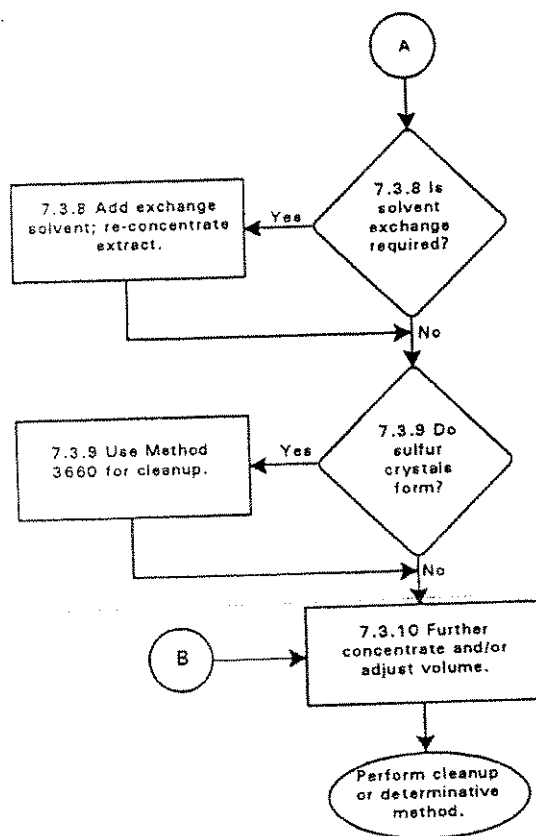 A
7.3.8 Is
solvent
exchange
required?
Yes
7.3.8 Add exchange
solvent; re-concentrate
extract.
No
7.3.9 Do
sulfur
crystals
form?
Yes
7.3.9 Use Method
3660 for cleanup.
No
7.3.10 Further
concentrate and/or
adjust volume.
B
Perform cleanup
or determinative
method.